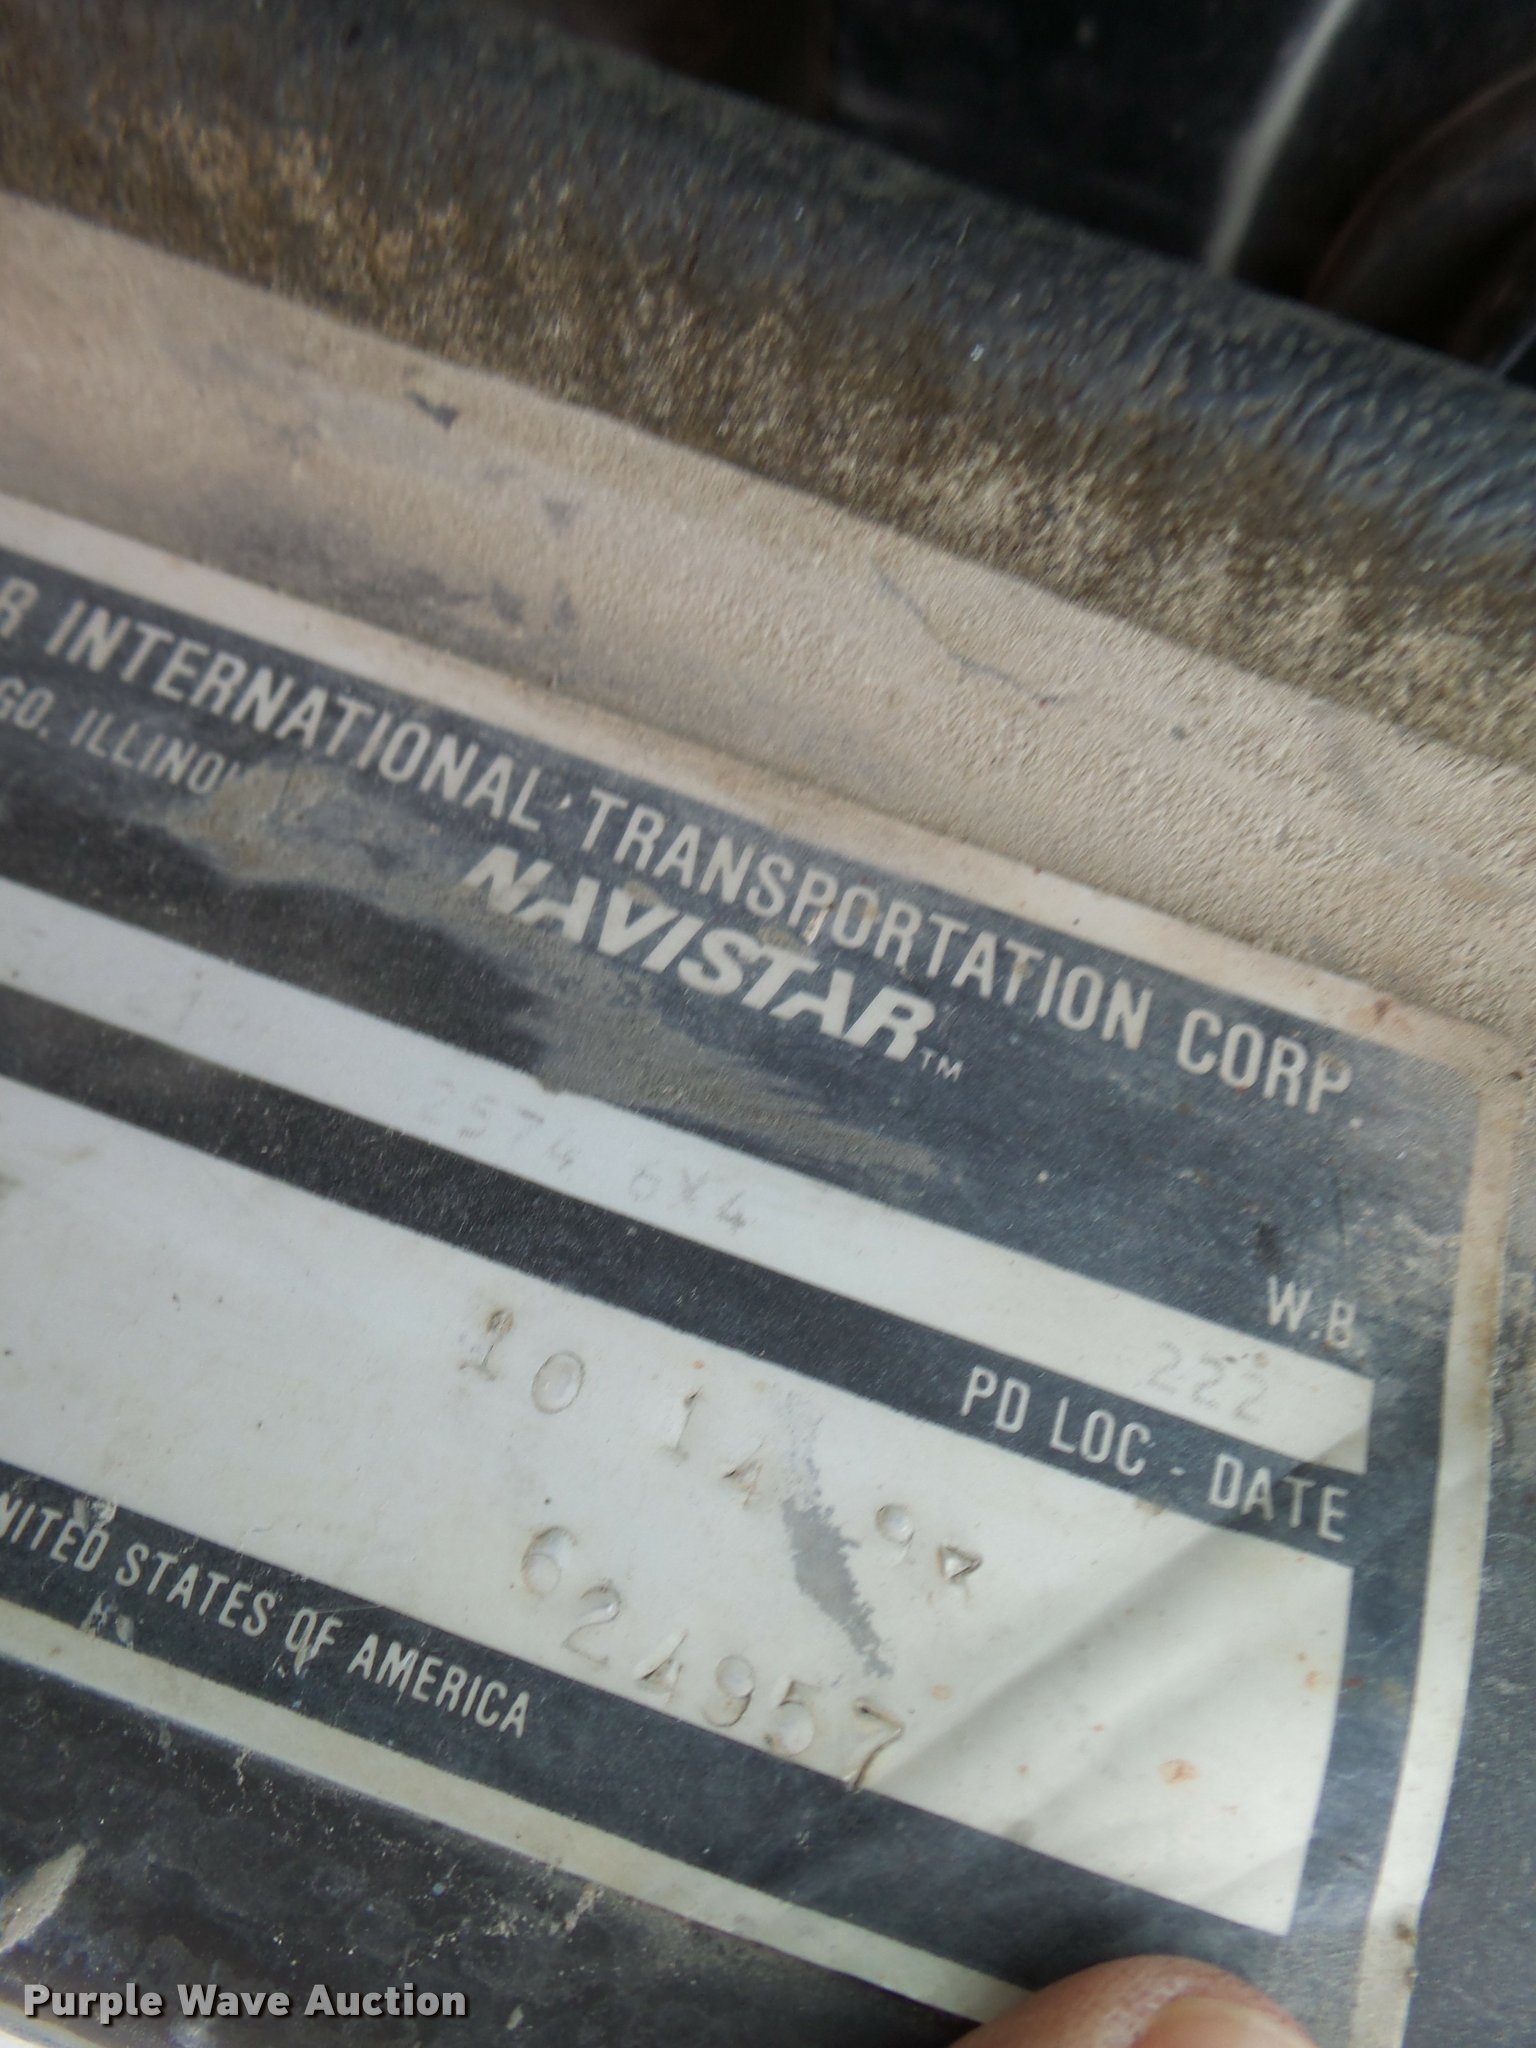 R INTERNATIONAL TRANSPORTATION CORP.
GO, ILLINOI
NAVISTAR™
W.B
2574 6X4
222
PD LOC - DATE
10 14
624957
NITED STATES OF AMERICA
Purple Wave Auction